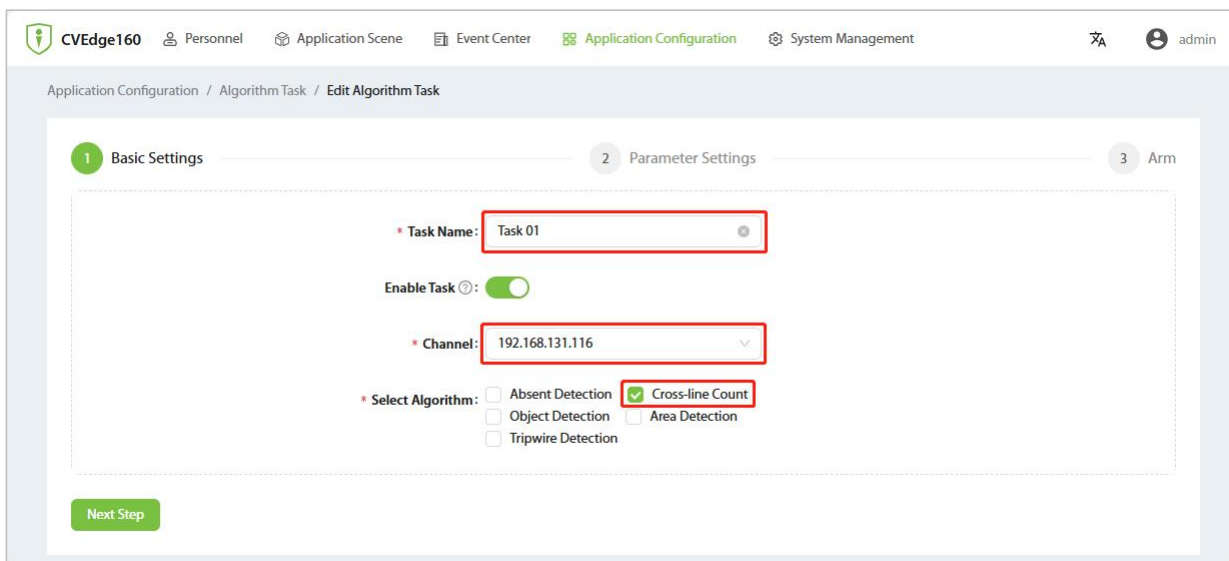 CVEdge160 Personnel Application Scene Event Center Application Configuration System Management 文A admin
Application Configuration / Algorithm Task / Edit Algorithm Task
1 Basic Settings 2 Parameter Settings 3 Arm
* Task Name: Task 01
Enable Task ?:
* Channel: 192.168.131.116
* Select Algorithm: Absent Detection Cross-line Count
Object Detection Area Detection
Tripwire Detection
Next Step